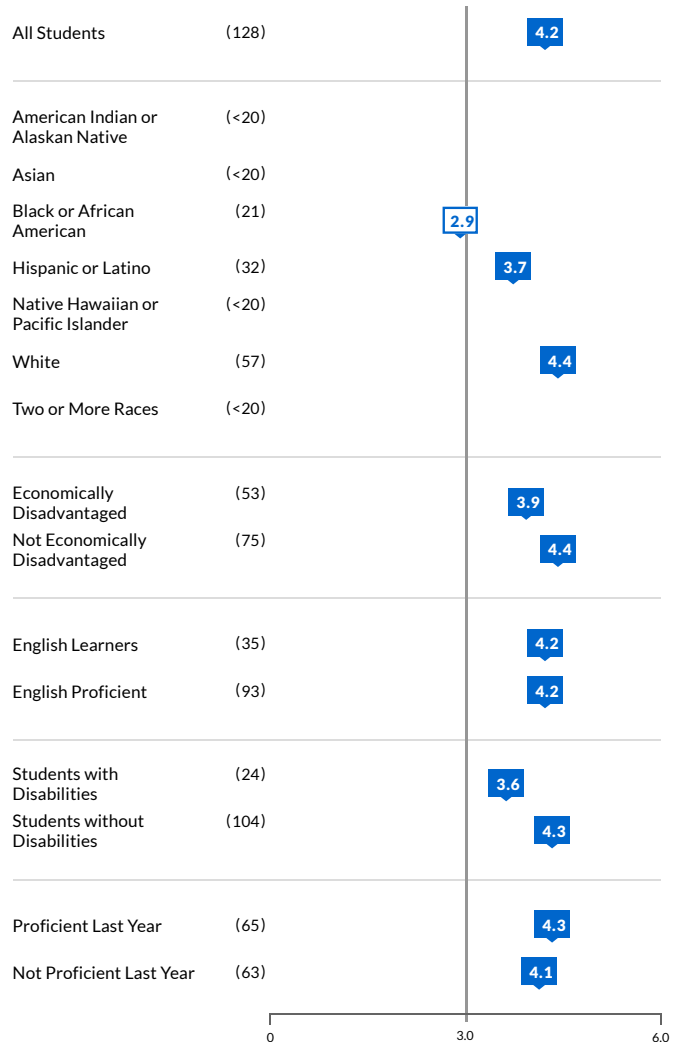 All Students (128) 4.2
American Indian or (<20)
Alaskan Native
Asian (<20)
Black or African (21) 2.9
American
Hispanic or Latino (32) 3.7
Native Hawaiian or (<20)
Pacific Islander
White (57) 4.4
Two or More Races (<20)
Economically (53) 3.9
Disadvantaged
Not Economically (75) 4.4
Disadvantaged
English Learners (35) 4.2
English Proficient (93) 4.2
Students with (24) 3.6
Disabilities
Students without (104) 4.3
Disabilities
Proficient Last Year (65) 4.3
Not Proficient Last Year (63) 4.1
0 3.0 6.0